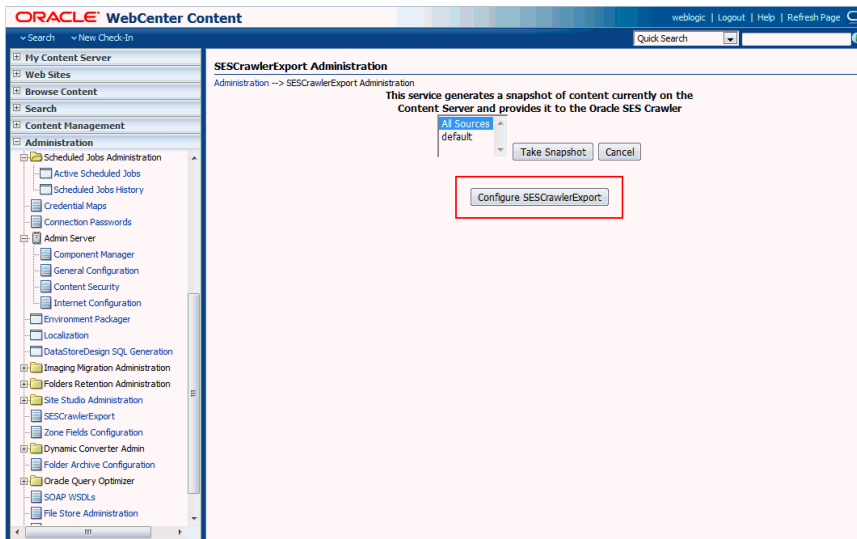 ORACLE® WebCenter Content
weblogic | Logout | Help | Refresh Page
Search New Check-In
Quick Search
My Content Server
Web Sites
Browse Content
Search
Content Management
Administration
Scheduled Jobs Administration
Active Scheduled Jobs
Scheduled Jobs History
Credential Maps
Connection Passwords
Admin Server
Component Manager
General Configuration
Content Security
Internet Configuration
Environment Packager
Localization
DataStoreDesign SQL Generation
Imaging Migration Administration
Folders Retention Administration
Site Studio Administration
SESCrawlerExport
Zone Fields Configuration
Dynamic Converter Admin
Folder Archive Configuration
Oracle Query Optimizer
SOAP WSDLs
File Store Administration
SESCrawlerExport Administration
Administration --> SESCrawlerExport Administration
This service generates a snapshot of content currently on the
Content Server and provides it to the Oracle SES Crawler
All Sources
default
Take Snapshot Cancel
Configure SESCrawlerExport